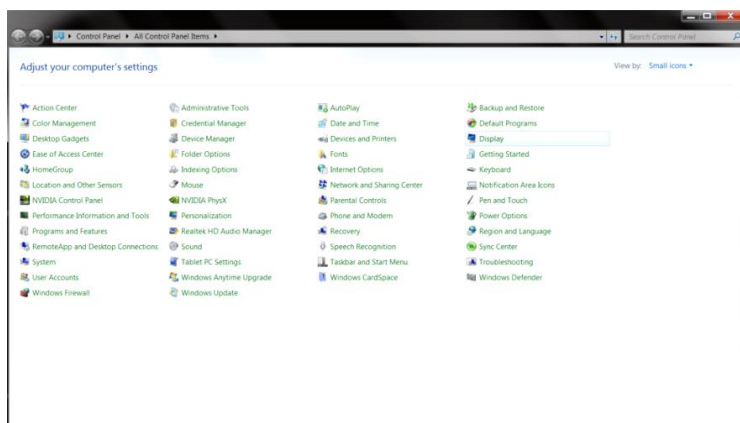 Control Panel ▸ All Control Panel Items ▸
Search Control Panel
Adjust your computer's settings
View by: Small icons
Action Center
Administrative Tools
AutoPlay
Backup and Restore
Color Management
Credential Manager
Date and Time
Default Programs
Desktop Gadgets
Device Manager
Devices and Printers
Display
Ease of Access Center
Folder Options
Fonts
Getting Started
HomeGroup
Indexing Options
Internet Options
Keyboard
Location and Other Sensors
Mouse
Network and Sharing Center
Notification Area Icons
NVIDIA Control Panel
NVIDIA PhysX
Parental Controls
Pen and Touch
Performance Information and Tools
Personalization
Phone and Modem
Power Options
Programs and Features
Realtek HD Audio Manager
Recovery
Region and Language
RemoteApp and Desktop Connections
Sound
Speech Recognition
Sync Center
System
Tablet PC Settings
Taskbar and Start Menu
Troubleshooting
User Accounts
Windows Anytime Upgrade
Windows CardSpace
Windows Defender
Windows Firewall
Windows Update